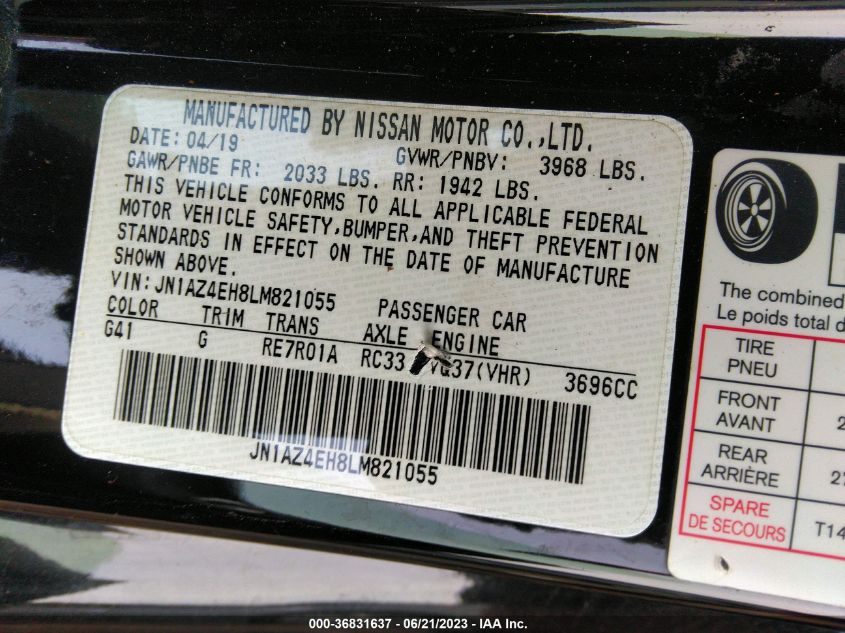 MANUFACTURED BY NISSAN MOTOR CO.,LTD.
DATE: 04/19 GVWR/PNBV: 3968 LBS.
GAWR/PNBE FR: 2033 LBS. RR: 1942 LBS.
THIS VEHICLE CONFORMS TO ALL APPLICABLE FEDERAL
MOTOR VEHICLE SAFETY,BUMPER,AND THEFT PREVENTION
STANDARDS IN EFFECT ON THE DATE OF MANUFACTURE
SHOWN ABOVE.
VIN:JN1AZ4EH8LM821055 PASSENGER CAR
COLOR TRIM TRANS AXLE ENGINE
G41 G RE7R01A RC33 VQ37(VHR) 3696CC
JN1AZ4EH8LM821055
The combined
Le poids total d
TIRE
PNEU
FRONT
AVANT
REAR
ARRIÈRE
SPARE
DE SECOURS
T14
000-36831637 - 06/21/2023 - IAA Inc.